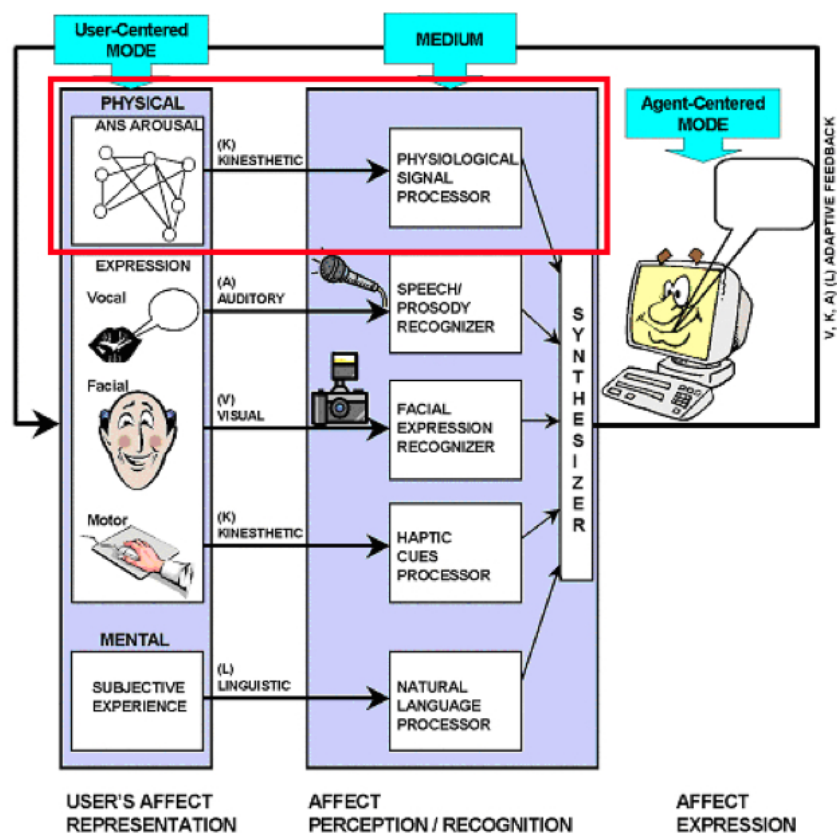 User-Centered
MODE
MEDIUM
Agent-Centered
MODE
PHYSICAL
ANS AROUSAL
(K)
KINESTHETIC
PHYSIOLOGICAL
SIGNAL
PROCESSOR
EXPRESSION
Vocal
(A)
AUDITORY
SPEECH/
PROSODY
RECOGNIZER
Facial
(V)
VISUAL
FACIAL
EXPRESSION
RECOGNIZER
Motor
(K)
KINESTHETIC
HAPTIC
CUES
PROCESSOR
MENTAL
SUBJECTIVE
EXPERIENCE
(L)
LINGUISTIC
NATURAL
LANGUAGE
PROCESSOR
SYNTHESIZER
V, K, A) (L) ADAPTIVE FEEDBACK
USER'S AFFECT
REPRESENTATION
AFFECT
PERCEPTION / RECOGNITION
AFFECT
EXPRESSION